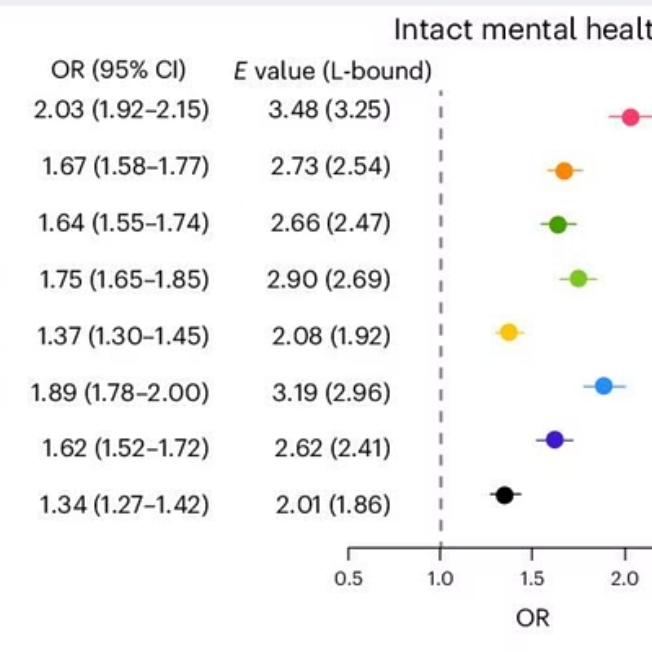 Intact mental healt
OR (95% CI) E value (L-bound)
2.03 (1.92–2.15) 3.48 (3.25)
1.67 (1.58–1.77) 2.73 (2.54)
1.64 (1.55–1.74) 2.66 (2.47)
1.75 (1.65–1.85) 2.90 (2.69)
1.37 (1.30–1.45) 2.08 (1.92)
1.89 (1.78–2.00) 3.19 (2.96)
1.62 (1.52–1.72) 2.62 (2.41)
1.34 (1.27–1.42) 2.01 (1.86)
0.5 1.0 1.5 2.0
OR